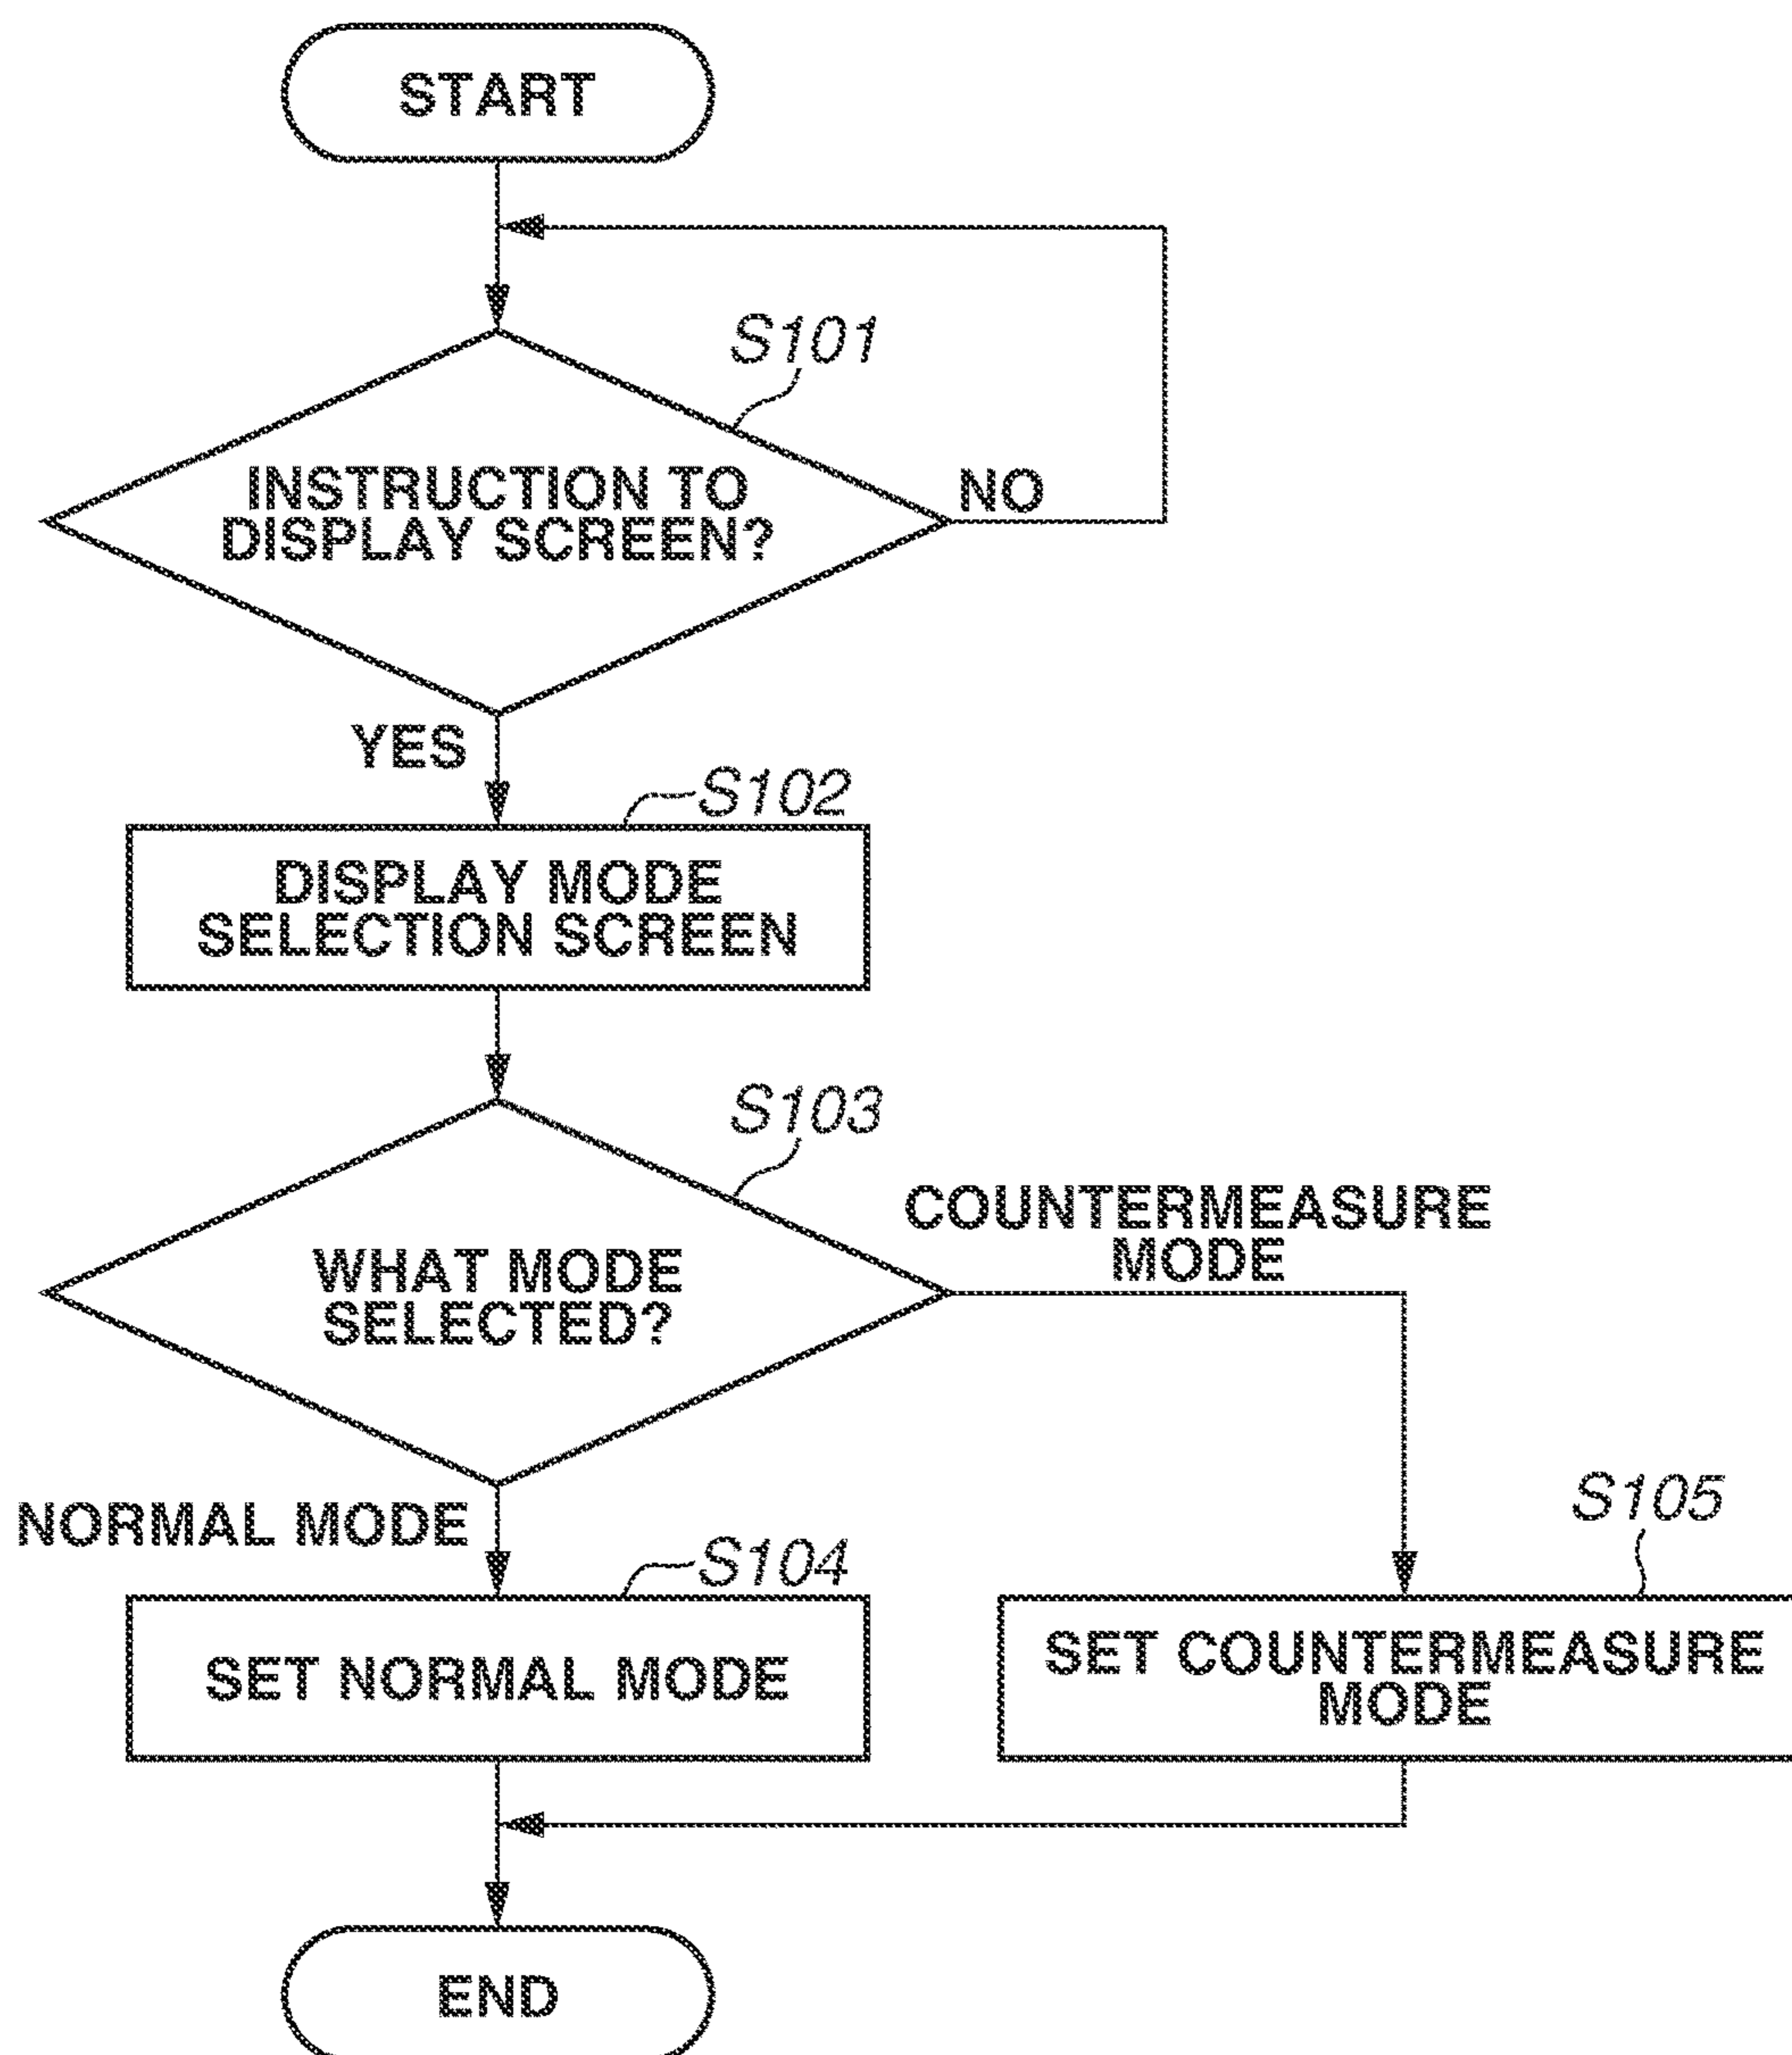 START
S101
INSTRUCTION TO
DISPLAY SCREEN?
NO
YES
S102
DISPLAY MODE
SELECTION SCREEN
S103
WHAT MODE
SELECTED?
COUNTERMEASURE
MODE
NORMAL MODE
S104
SET NORMAL MODE
S105
SET COUNTERMEASURE
MODE
END